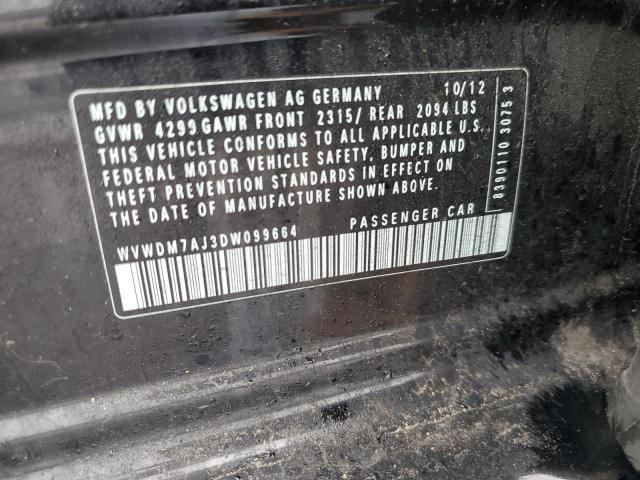 MFD BY VOLKSWAGEN AG GERMANY 10/12
GVWR 4299 GAWR FRONT 2315/ REAR 2094 LBS
THIS VEHICLE CONFORMS TO ALL APPLICABLE U.S.
FEDERAL MOTOR VEHICLE SAFETY, BUMPER AND
THEFT PREVENTION STANDARDS IN EFFECT ON
THE DATE OF MANUFACTURE SHOWN ABOVE.
WVWDM7AJ3DW099664 PASSENGER CAR
8390110 3075 3